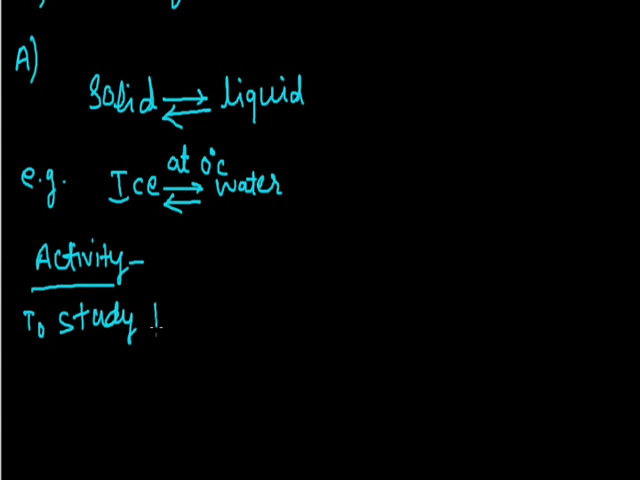 A)
Solid ⇌ liquid
at 0°C
e.g. Ice ⇌ water
Activity –
To study